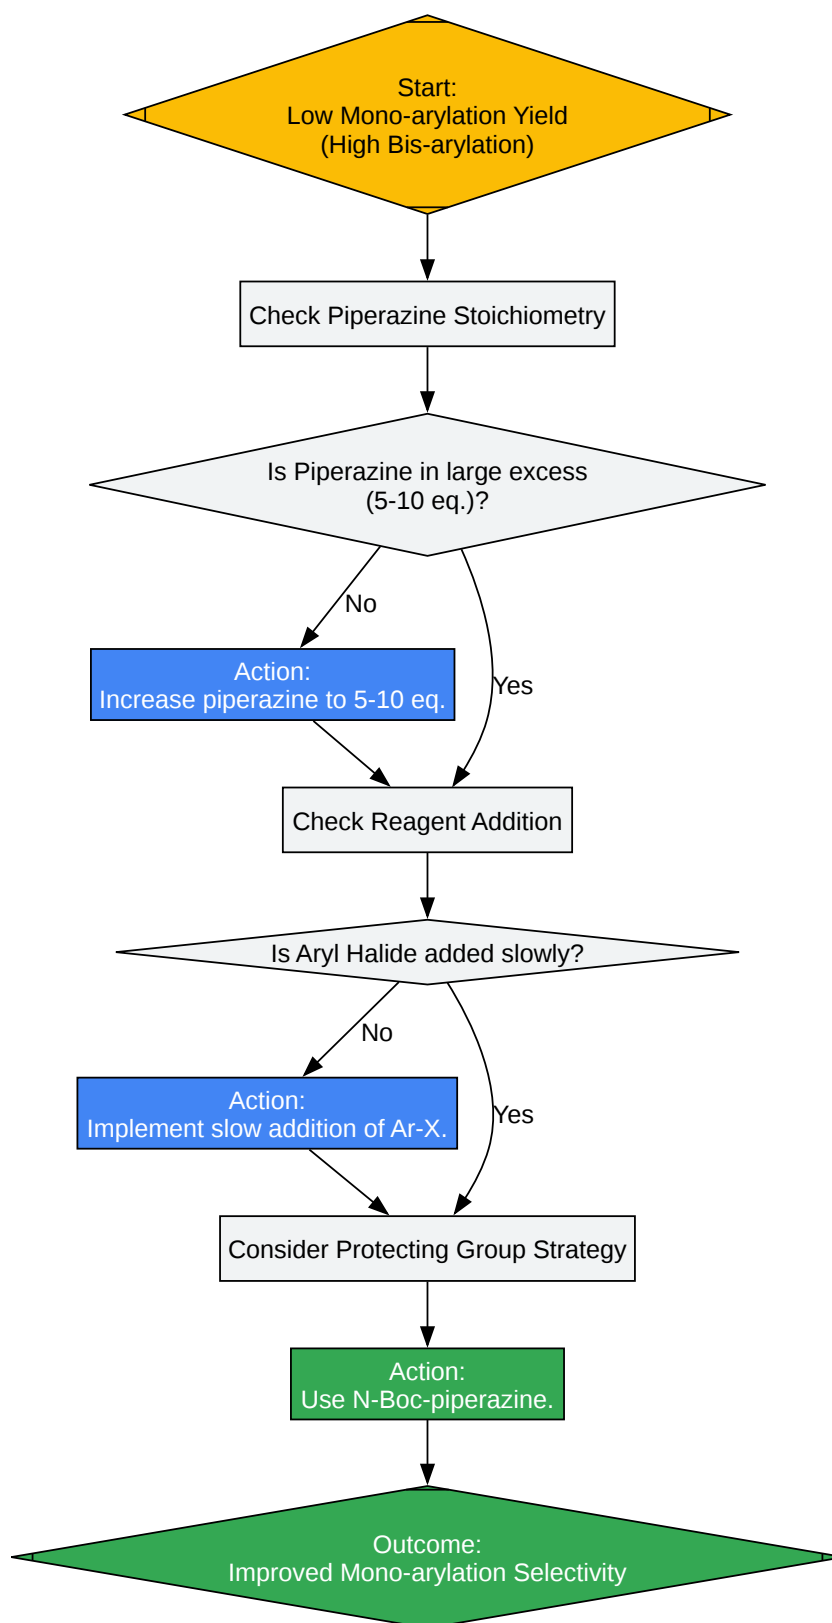 Start:
Low Mono-arylation Yield
(High Bis-arylation)
Check Piperazine Stoichiometry
Is Piperazine in large excess
(5-10 eq.)?
No
Action:
Increase piperazine to 5-10 eq.
Yes
Check Reagent Addition
Is Aryl Halide added slowly?
No
Action:
Implement slow addition of Ar-X.
Yes
Consider Protecting Group Strategy
Action:
Use N-Boc-piperazine.
Outcome:
Improved Mono-arylation Selectivity